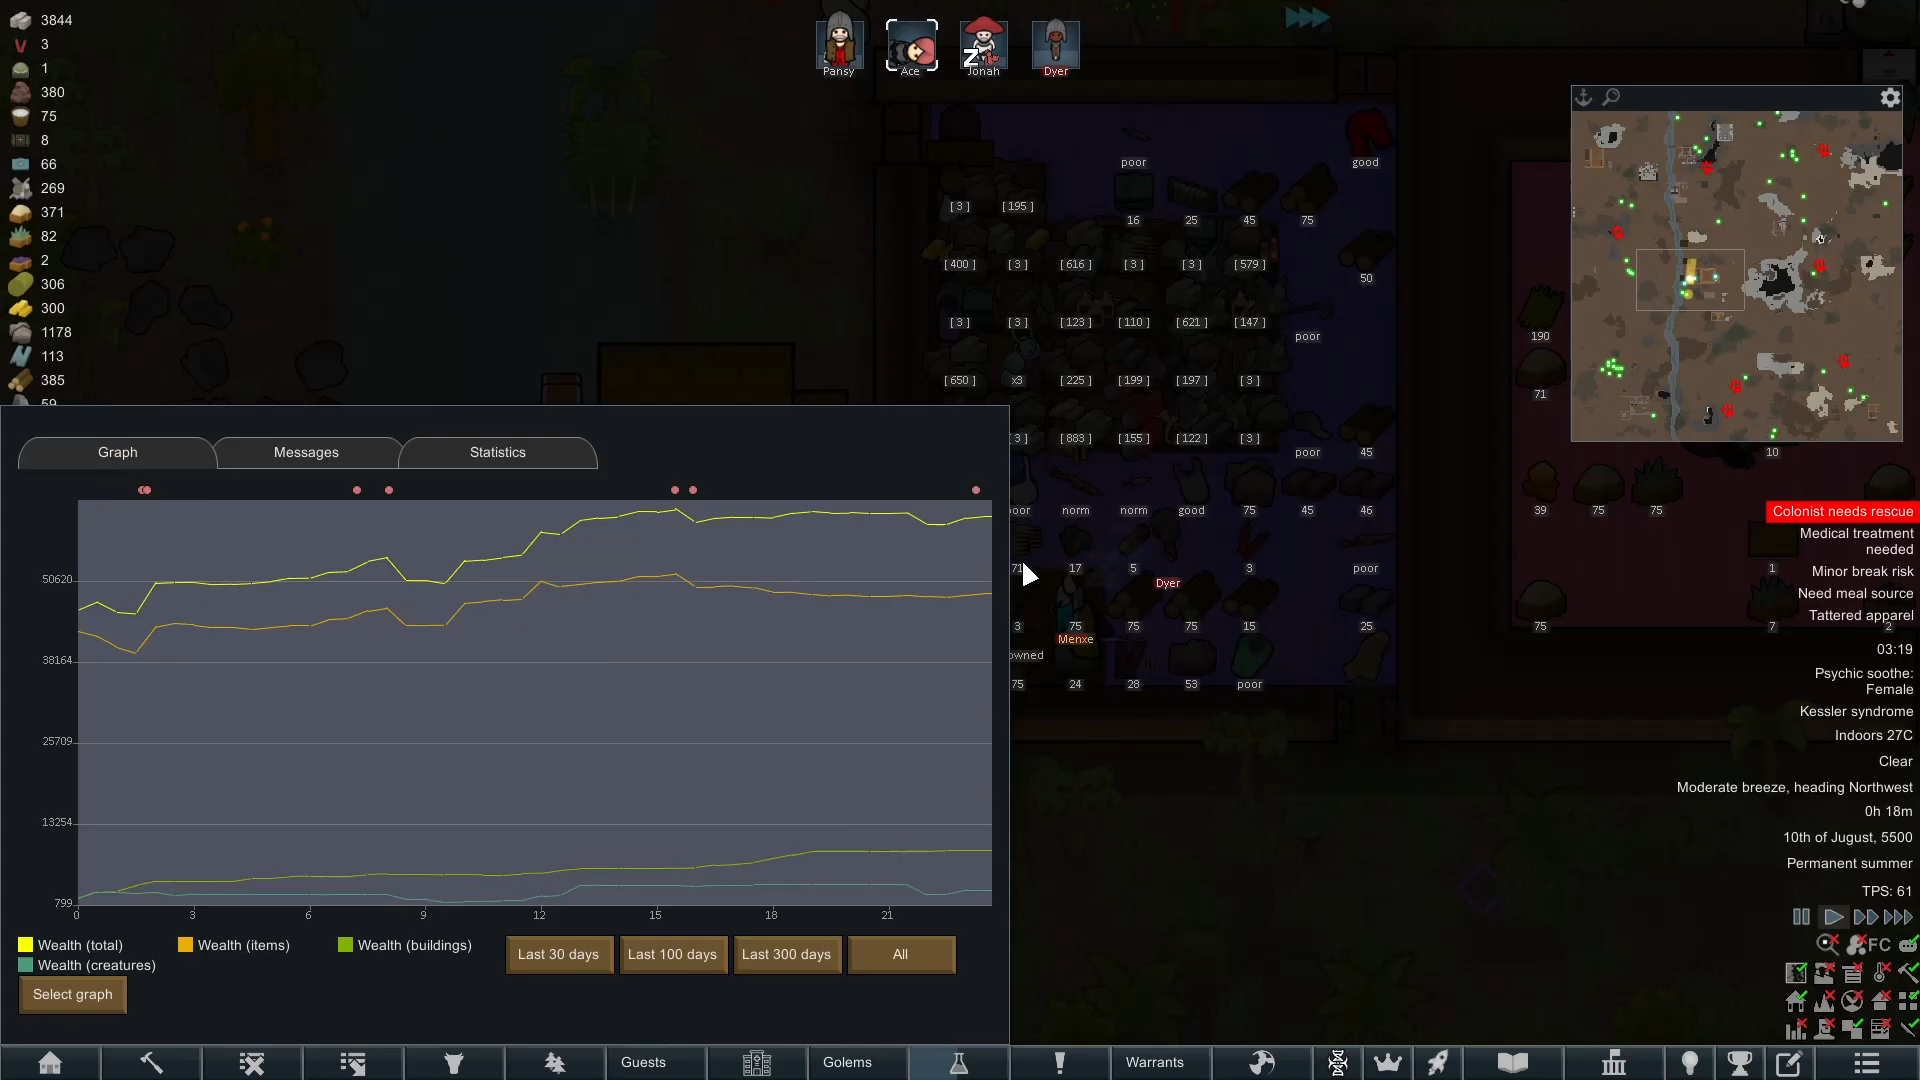 3844
3
1
380
75
8
66
269
371
82
2
306
300
1178
113
385
59
Pansy
Ace
Z
Jonah
Dyer
poor
good
[ 3 ] [ 195 ] 16 25 45 75
[ 400 ] [ 3 ] [ 616 ] [ 3 ] [ 3 ] [ 579 ] 50
[ 3 ] [ 3 ] [ 123 ] [ 110 ] [ 621 ] [ 147 ] poor
[ 650 ] x3 [ 225 ] [ 199 ] [ 197 ] [ 3 ]
[ 3 ] [ 883 ] [ 155 ] [ 122 ] [ 3 ] poor 45
norm norm good 75 45 46
71 17 5 Dyer 3 poor
3 75 75 75 15 25
Menxe
owned
75 24 28 53 poor
190
71
10
39 75 75
1
75 7 2
Graph
Messages
Statistics
50620
38164
25709
13254
799
0 3 6 9 12 15 18 21
Wealth (total)
Wealth (items)
Wealth (buildings)
Wealth (creatures)
Last 30 days
Last 100 days
Last 300 days
All
Select graph
Colonist needs rescue
Medical treatment
needed
Minor break risk
Need meal source
Tattered apparel
03:19
Psychic soothe:
Female
Kessler syndrome
Indoors 27C
Clear
Moderate breeze, heading Northwest
0h 18m
10th of Jugust, 5500
Permanent summer
TPS: 61
FC
Guests
Golems
Warrants